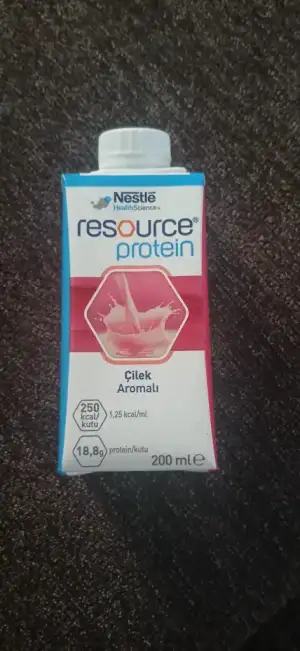 Nestlé
HealthScience
resource®
protein
Çilek
Aromalı
250
kcal/
kutu
1,25 kcal/ml
18,8g
protein/kutu
200 ml e